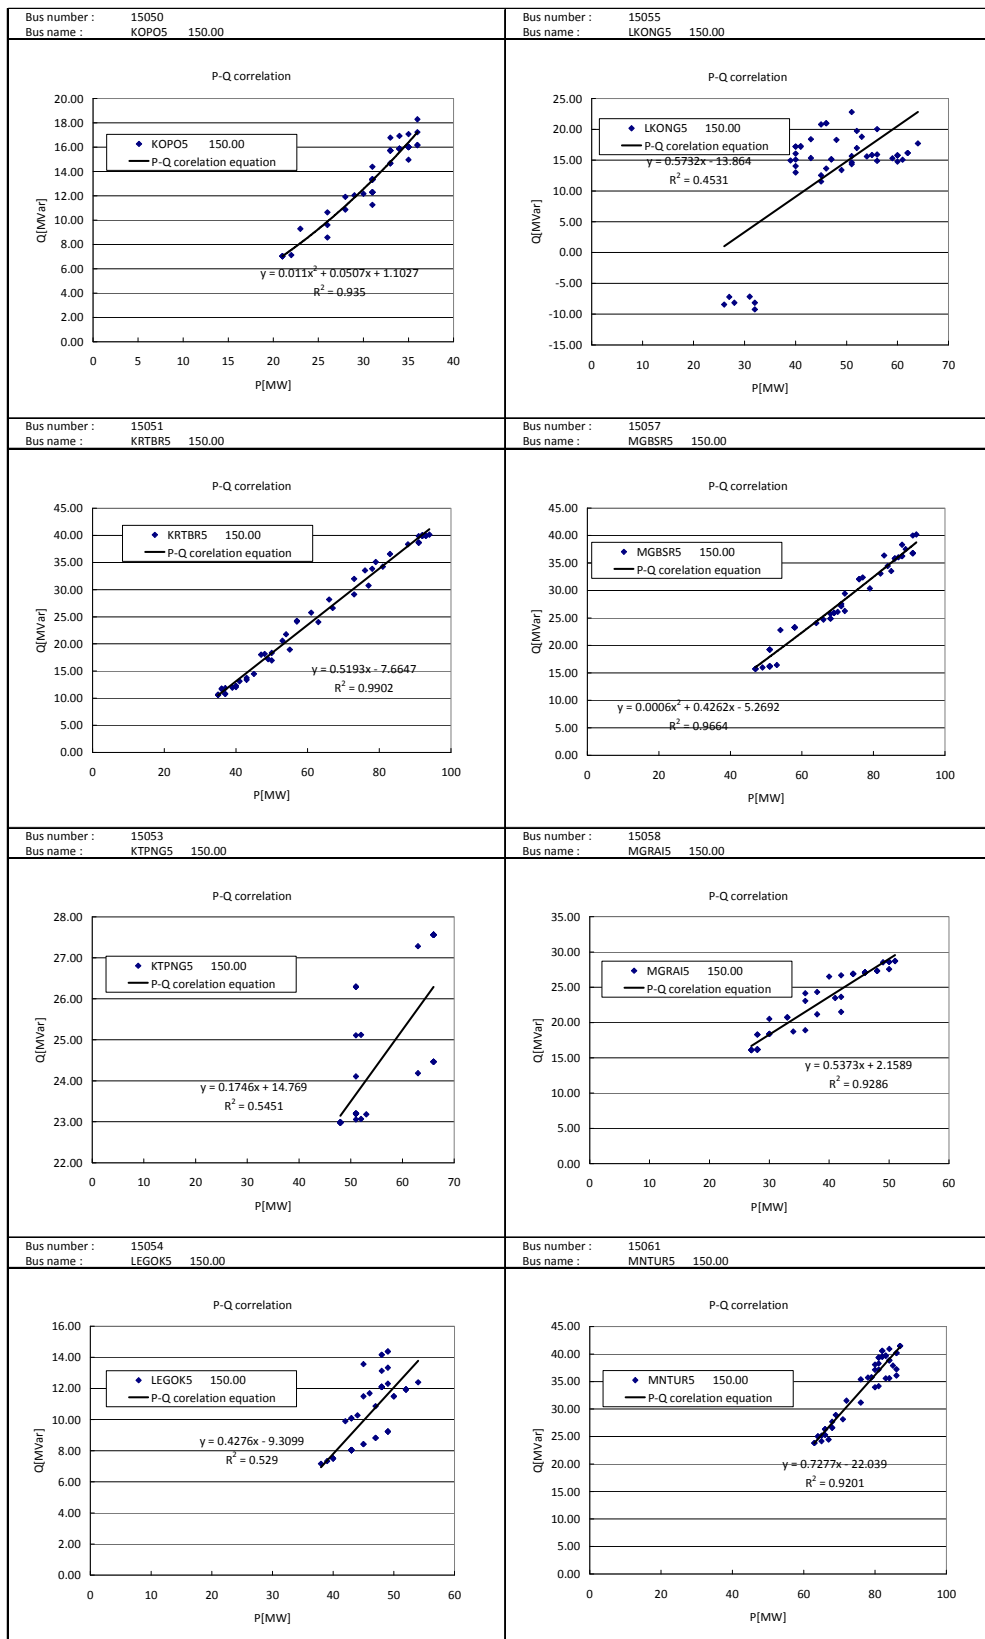 Bus number : 15050
Bus name : KOPO5 150.00
P-Q correlation
20.00
18.00
16.00
14.00
12.00
10.00
8.00
6.00
4.00
2.00
0.00
Q[MVar]
KOPO5 150.00
P-Q corelation equation
y = 0.011x² + 0.0507x + 1.1027
R² = 0.935
0 5 10 15 20 25 30 35 40
P[MW]
Bus number : 15055
Bus name : LKONG5 150.00
P-Q correlation
25.00
20.00
15.00
10.00
5.00
0.00
-5.00
-10.00
-15.00
Q[MVar]
LKONG5 150.00
P-Q corelation equation
y = 0.5732x - 13.864
R² = 0.4531
0 10 20 30 40 50 60 70
P[MW]
Bus number : 15051
Bus name : KRTBR5 150.00
P-Q correlation
45.00
40.00
35.00
30.00
25.00
20.00
15.00
10.00
5.00
0.00
Q[MVar]
KRTBR5 150.00
P-Q corelation equation
y = 0.5193x - 7.6647
R² = 0.9902
0 20 40 60 80 100
P[MW]
Bus number : 15057
Bus name : MGBSR5 150.00
P-Q correlation
45.00
40.00
35.00
30.00
25.00
20.00
15.00
10.00
5.00
0.00
Q[MVar]
MGBSR5 150.00
P-Q corelation equation
y = 0.0006x² + 0.4262x - 5.2692
R² = 0.9664
0 20 40 60 80 100
P[MW]
Bus number : 15053
Bus name : KTPNG5 150.00
P-Q correlation
28.00
27.00
26.00
25.00
24.00
23.00
22.00
Q[MVar]
KTPNG5 150.00
P-Q corelation equation
y = 0.1746x + 14.769
R² = 0.5451
0 10 20 30 40 50 60 70
P[MW]
Bus number : 15058
Bus name : MGRAI5 150.00
P-Q correlation
35.00
30.00
25.00
20.00
15.00
10.00
5.00
0.00
Q[MVar]
MGRAI5 150.00
P-Q corelation equation
y = 0.5373x + 2.1589
R² = 0.9286
0 10 20 30 40 50 60
P[MW]
Bus number : 15054
Bus name : LEGOK5 150.00
P-Q correlation
16.00
14.00
12.00
10.00
8.00
6.00
4.00
2.00
0.00
Q[MVar]
LEGOK5 150.00
P-Q corelation equation
y = 0.4276x - 9.3099
R² = 0.529
0 10 20 30 40 50 60
P[MW]
Bus number : 15061
Bus name : MNTUR5 150.00
P-Q correlation
45.00
40.00
35.00
30.00
25.00
20.00
15.00
10.00
5.00
0.00
Q[MVar]
MNTUR5 150.00
P-Q corelation equation
y = 0.7277x - 22.039
R² = 0.9201
0 20 40 60 80 100
P[MW]